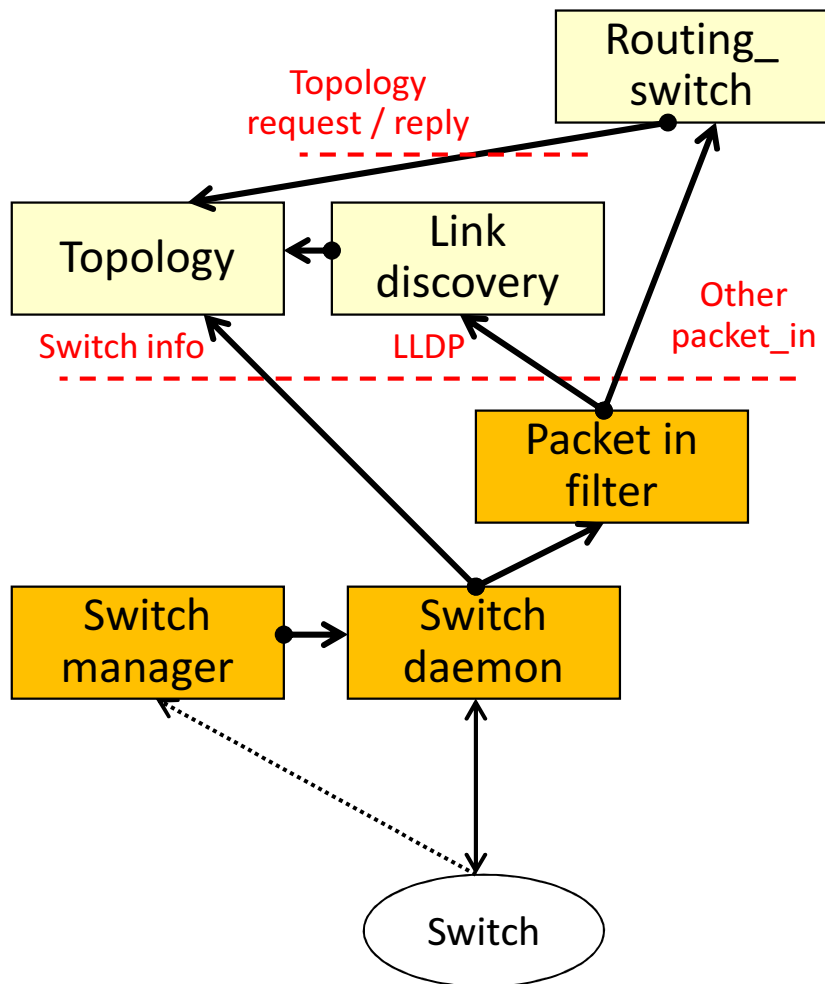 Routing_
switch
Topology
request / reply
Topology
Link
discovery
Other
packet_in
Switch info
LLDP
Packet in
filter
Switch
manager
Switch
daemon
Switch